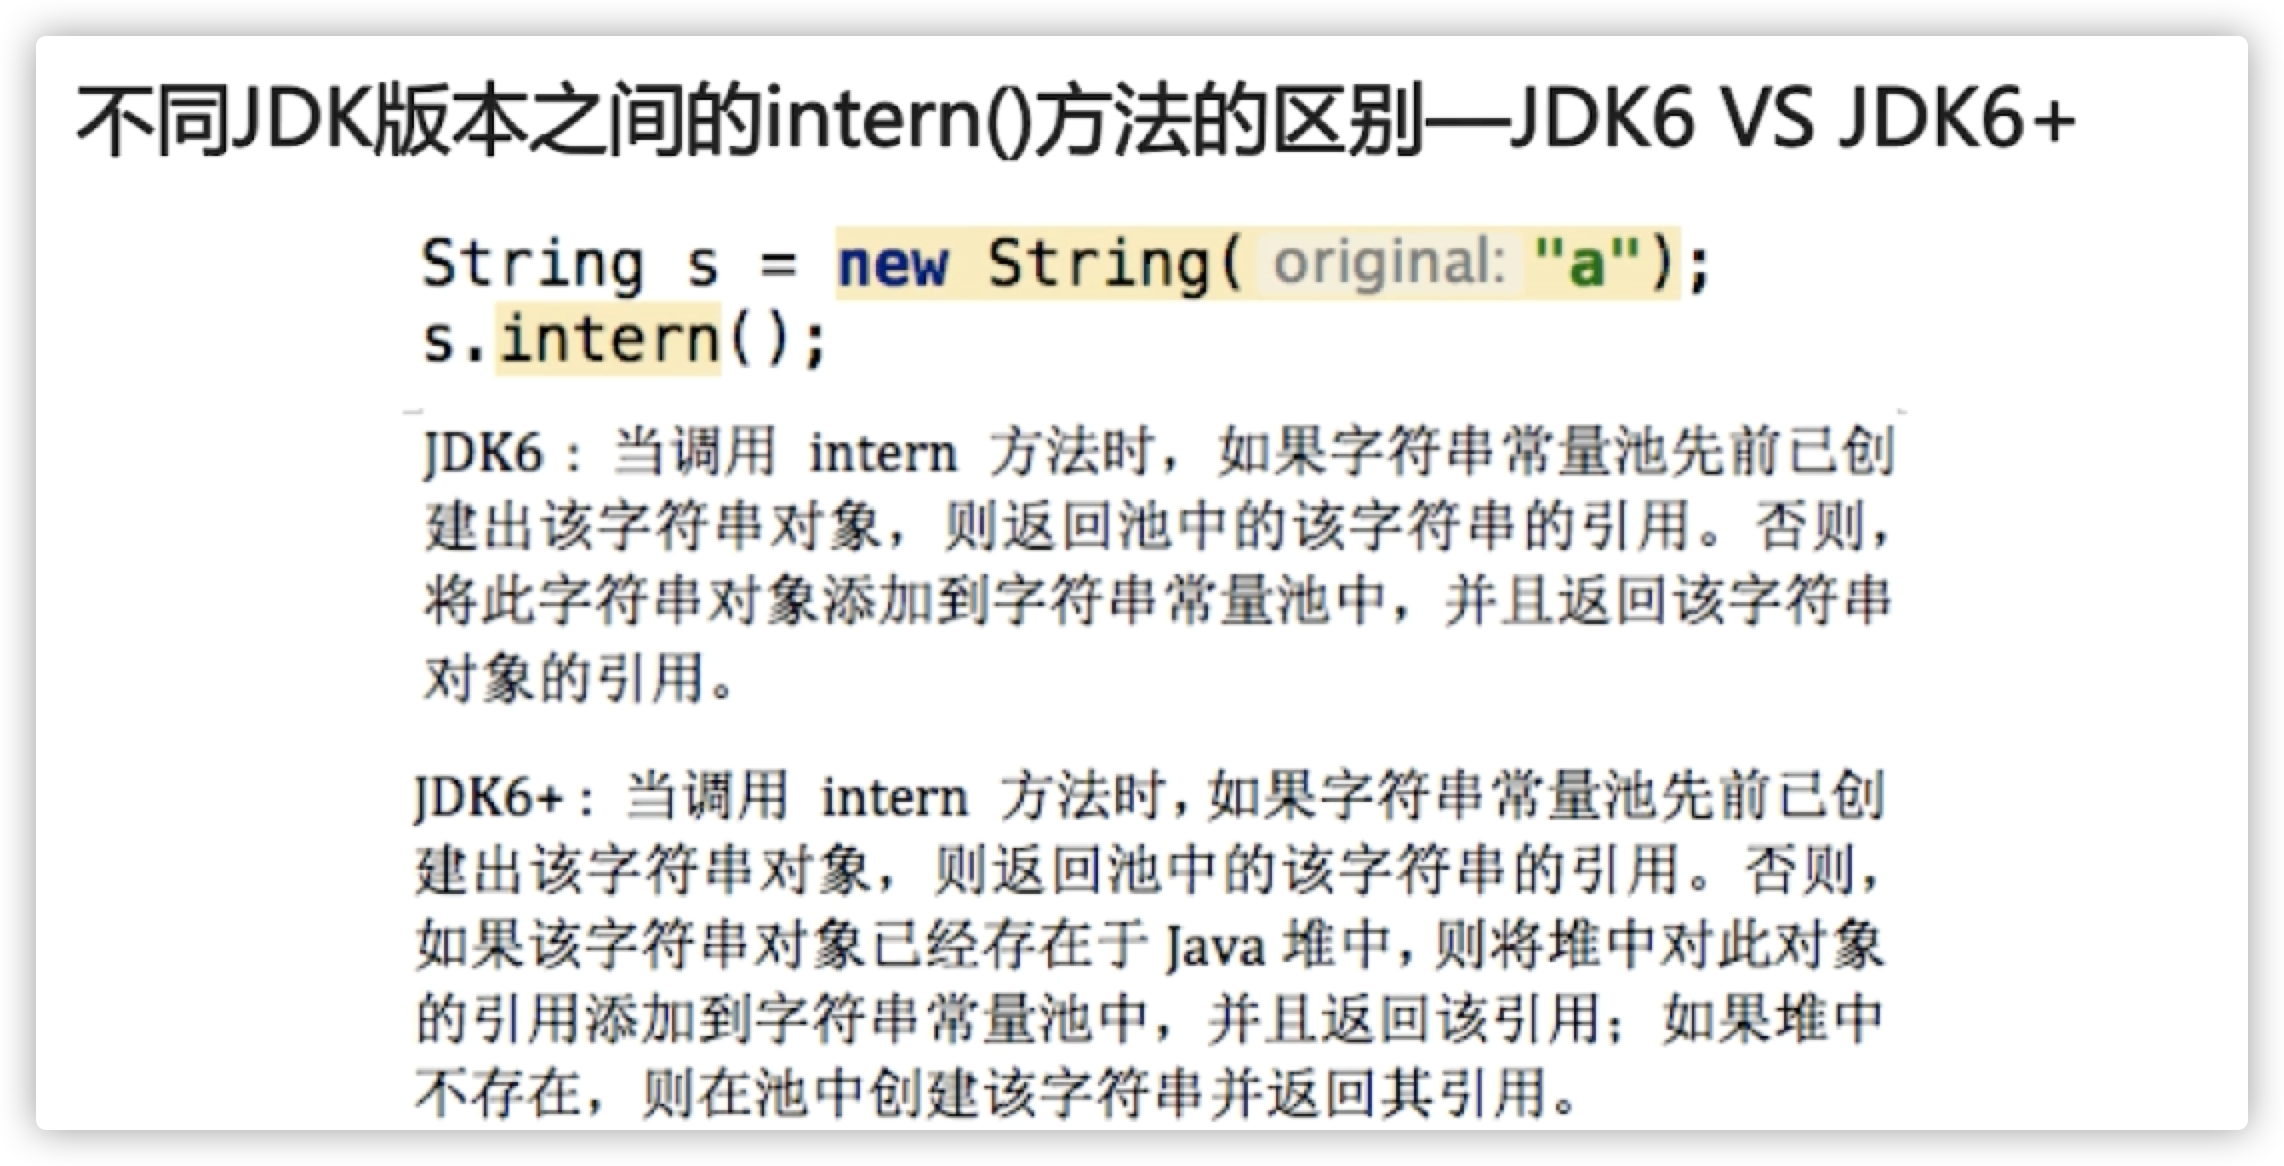 不同JDK版本之间的intern()方法的区别—JDK6 VS JDK6+
String s = new String( original: "a");
s.intern();
JDK6：当调用 intern 方法时，如果字符串常量池先前已创
建出该字符串对象，则返回池中的该字符串的引用。否则，
将此字符串对象添加到字符串常量池中，并且返回该字符串
对象的引用。
JDK6+：当调用 intern 方法时，如果字符串常量池先前已创
建出该字符串对象，则返回池中的该字符串的引用。否则，
如果该字符串对象已经存在于 Java 堆中，则将堆中对此对象
的引用添加到字符串常量池中，并且返回该引用；如果堆中
不存在，则在池中创建该字符串并返回其引用。